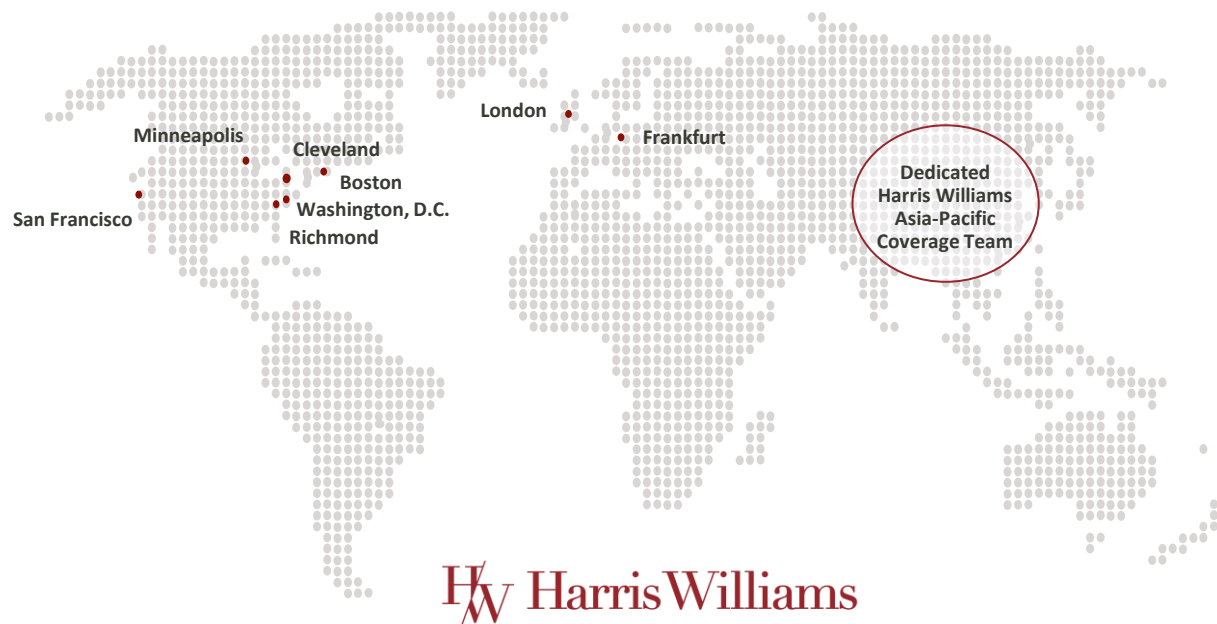 London
Minneapolis
Cleveland
Frankfurt
Boston
San Francisco
Washington, D.C.
Richmond
Dedicated
Harris Williams
Asia-Pacific
Coverage Team
HW Harris Williams